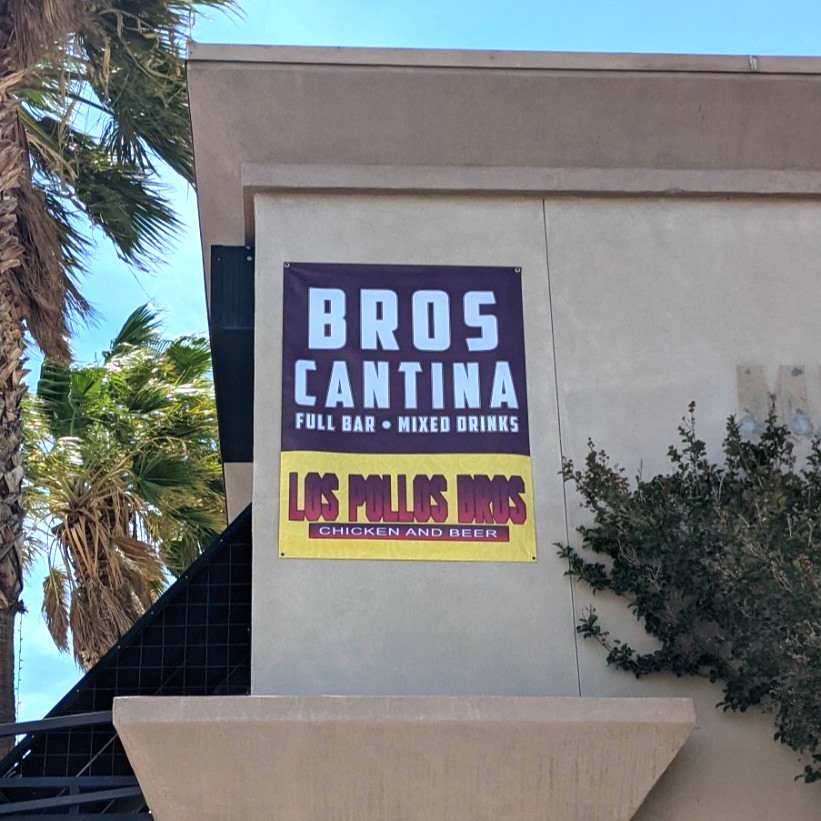 BROS
CANTINA
FULL BAR • MIXED DRINKS
LOS POLLOS BROS
CHICKEN AND BEER